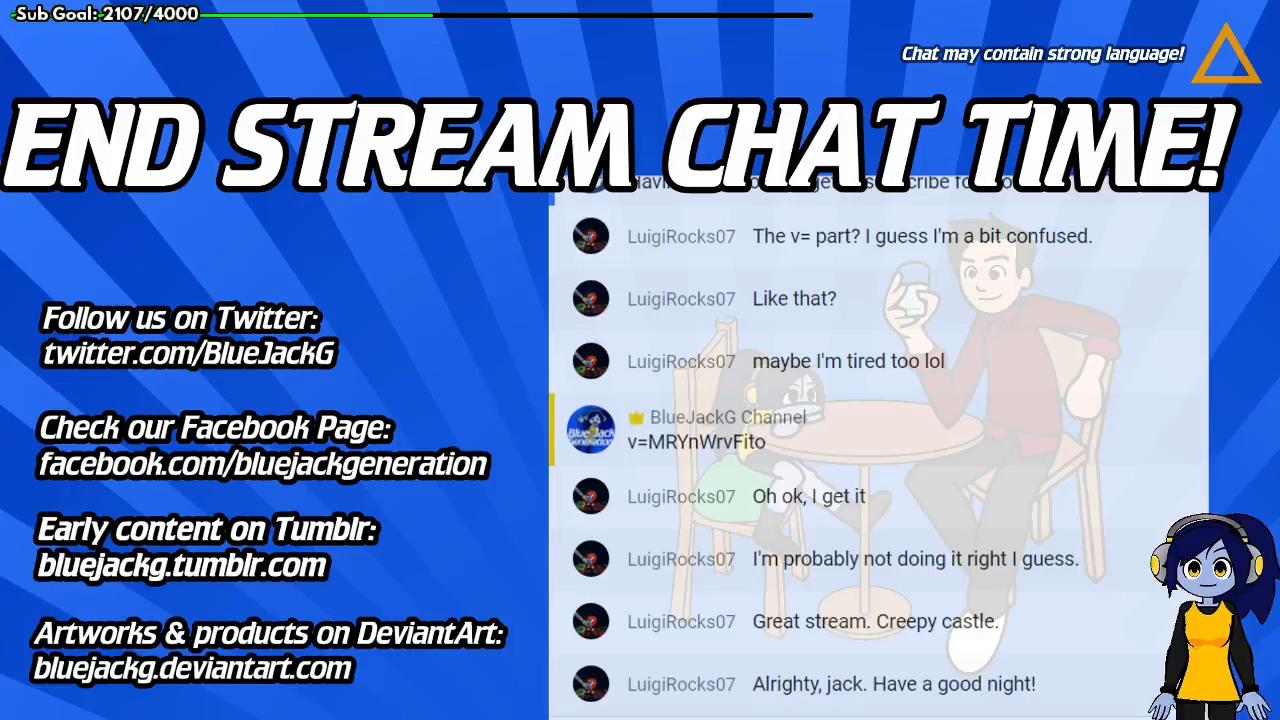 Sub Goal: 2107/4000
Chat may contain strong language!
END STREAM CHAT TIME!
Follow us on Twitter:
twitter.com/BlueJackG
Check our Facebook Page:
facebook.com/bluejackgeneration
Early content on Tumblr:
bluejackg.tumblr.com
Artworks & products on DeviantArt:
bluejackg.deviantart.com
LuigiRocks07 The v= part? I guess I'm a bit confused.
LuigiRocks07 Like that?
LuigiRocks07 maybe I'm tired too lol
BlueJackG Channel
v=MRYnWrvFito
LuigiRocks07 Oh ok, I get it
LuigiRocks07 I'm probably not doing it right I guess.
LuigiRocks07 Great stream. Creepy castle.
LuigiRocks07 Alrighty, jack. Have a good night!